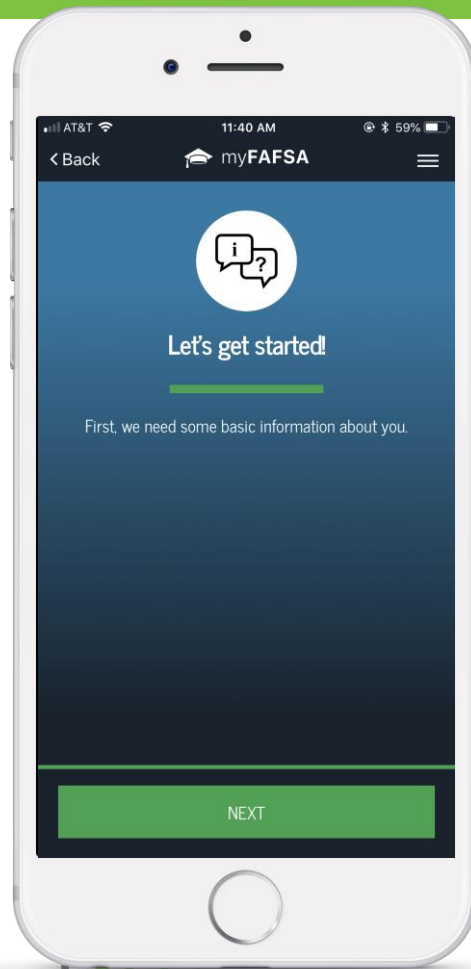 AT&T 11:40 AM 59%
Back myFAFSA
i ?
Let's get started!
First, we need some basic information about you.
NEXT